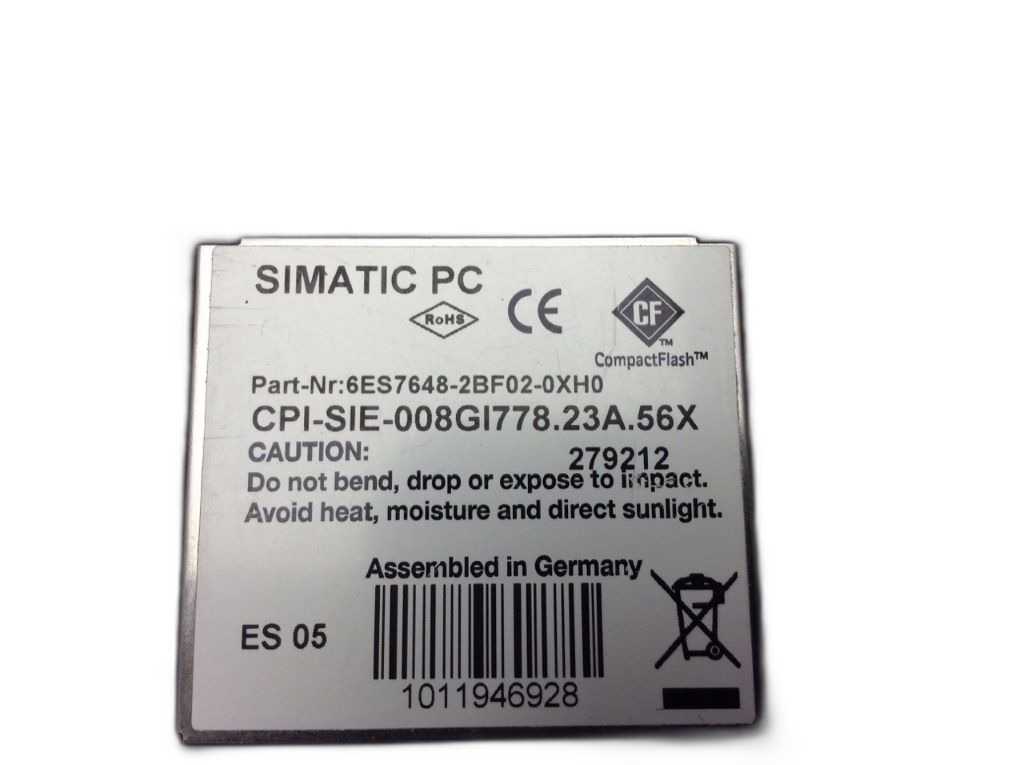 SIMATIC PC
RoHS
CE
CF
TM
CompactFlash™
Part-Nr:6ES7648-2BF02-0XH0
CPI-SIE-008GI778.23A.56X
CAUTION:
279212
Do not bend, drop or expose to impact.
Avoid heat, moisture and direct sunlight.
Assembled in Germany
ES 05
1011946928